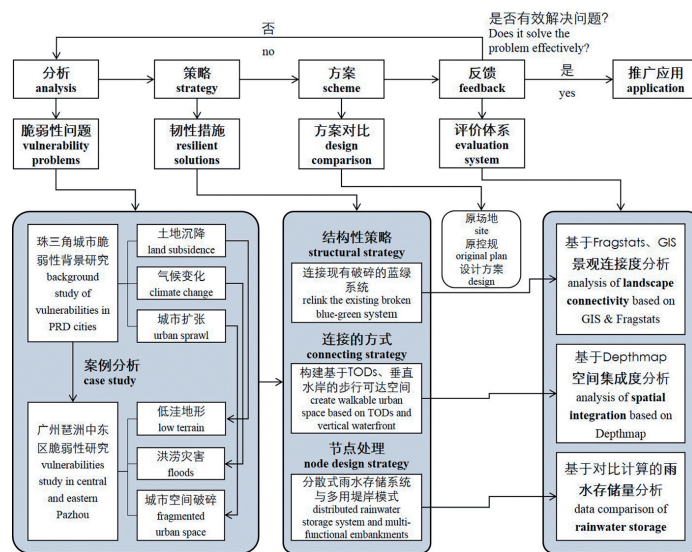 是否有效解决问题?
Does it solve the
problem effectively?
否
no
分析
analysis
策略
strategy
方案
scheme
反馈
feedback
是
yes
推广应用
application
脆弱性问题
vulnerability
problems
韧性措施
resilient
solutions
方案对比
design
comparison
评价体系
evaluation
system
珠三角城市脆
弱性背景研究
background
study of
vulnerabilities
in PRD cities
土地沉降
land subsidence
气候变化
climate change
城市扩张
urban sprawl
案例分析
case study
广州琶洲中东
区脆弱性研究
vulnerabilities
study in central
and eastern
Pazhou
低洼地形
low terrain
洪涝灾害
floods
城市空间破碎
fragmented
urban space
结构性策略
structural strategy
连接现有破碎的蓝绿
系统
relink the existing broken
blue-green system
连接的方式
connecting strategy
构建基于TODs、垂直
水岸的步行可达空间
create walkable urban
space based on TODs and
vertical waterfront
节点处理
node design strategy
分散式雨水存储系统
与多用堤岸模式
distributed rainwater
storage system and multi-
functional embankments
原场地
site
原控规
original plan
设计方案
design
基于Fragstats、GIS
景观连接度分析
analysis of landscape
connectivity based on
GIS & Fragstats
基于Depthmap
空间集成度分析
analysis of spatial
integration based on
Depthmap
基于对比计算的雨
水存储量分析
data comparison of
rainwater storage